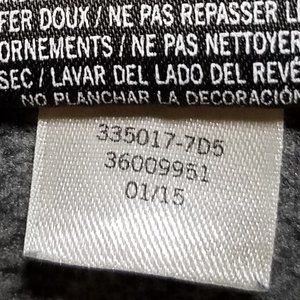 FER DOUX / NE PAS REPASSER L
ORNEMENTS / NE PAS NETTOYER
SEC / LAVAR DEL LADO DEL REVÉ
NO PLANCHAR LA DECORACIÓN
335017-7D5
36009951
01/15